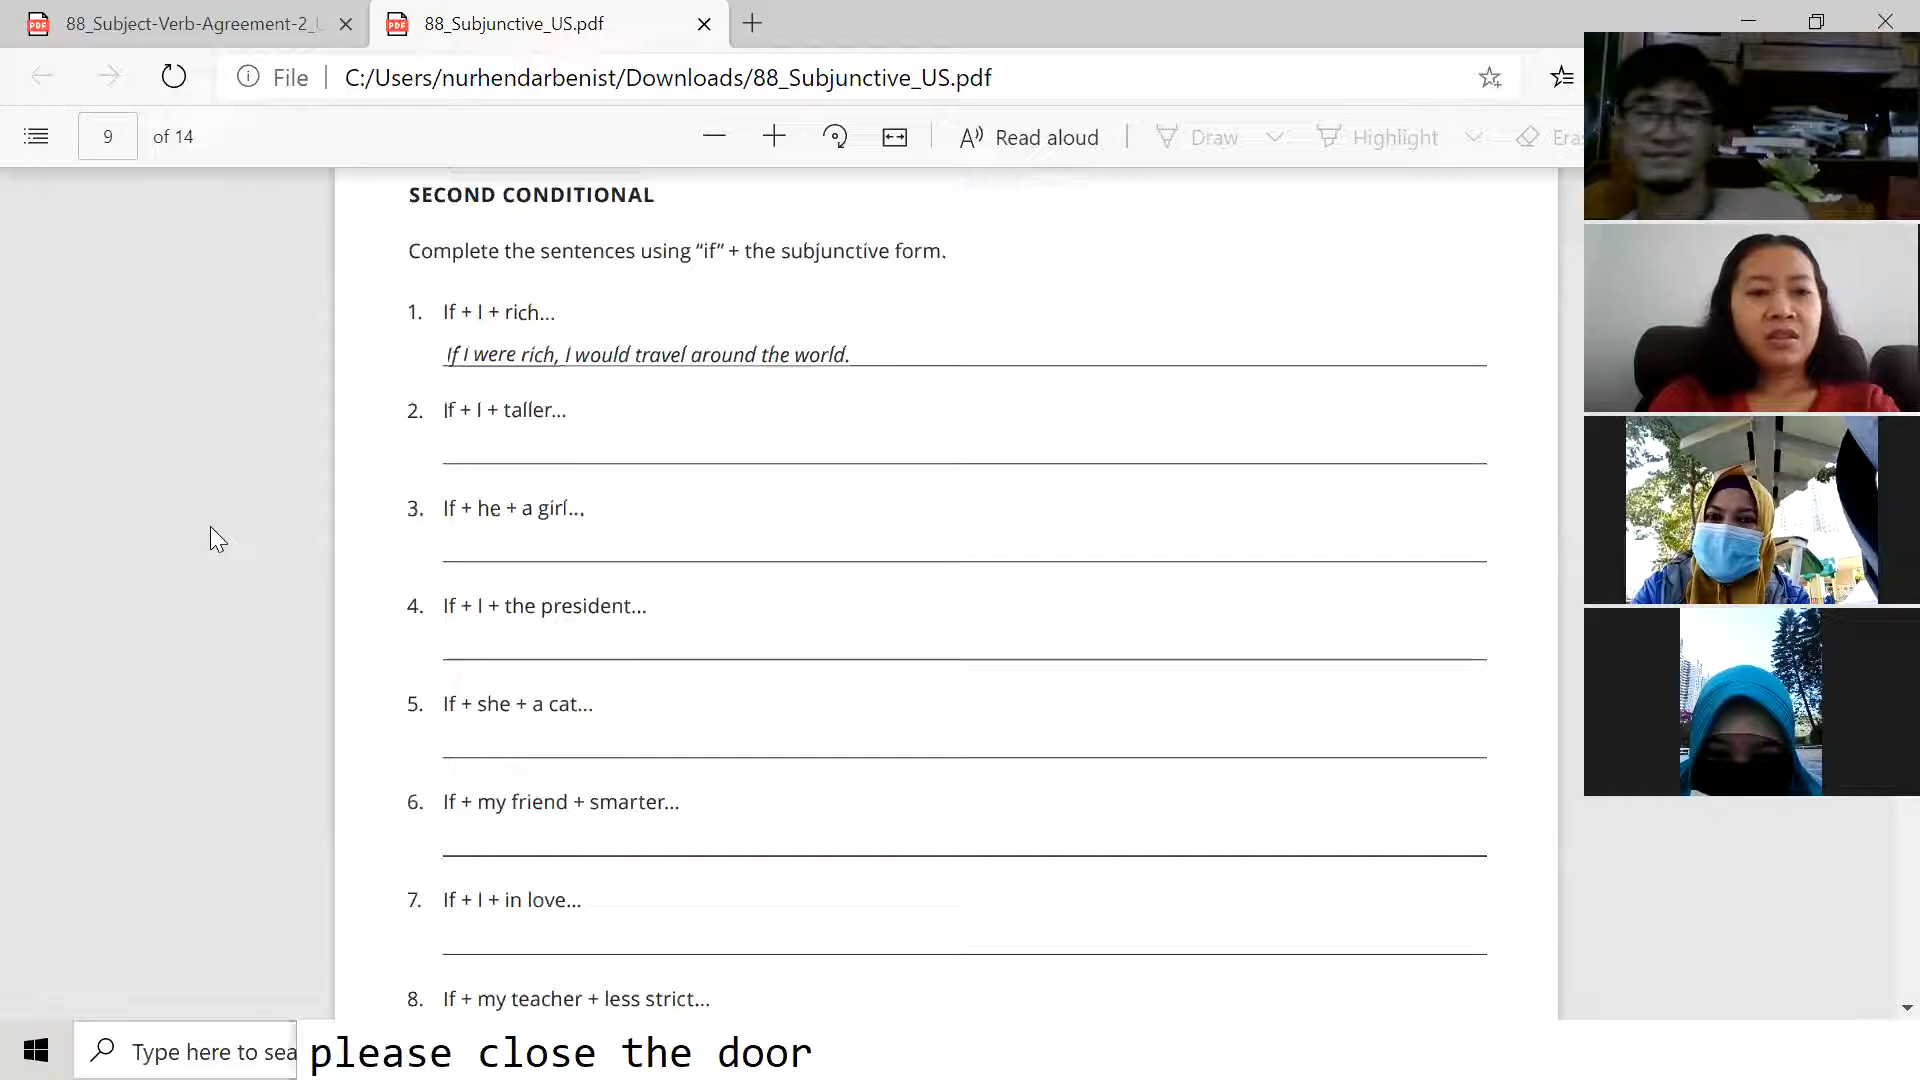 88_Subject-Verb-Agreement-2_U
88_Subjunctive_US.pdf
File
C:/Users/nurhendarbenist/Downloads/88_Subjunctive_US.pdf
9 of 14
Read aloud
Draw
Highlight
Era
SECOND CONDITIONAL
Complete the sentences using “if” + the subjunctive form.
1. If + I + rich...
If I were rich, I would travel around the world.
2. If + I + taller...
3. If + he + a girl...
4. If + I + the president...
5. If + she + a cat...
6. If + my friend + smarter...
7. If + I + in love...
8. If + my teacher + less strict...
Type here to sea
please close the door